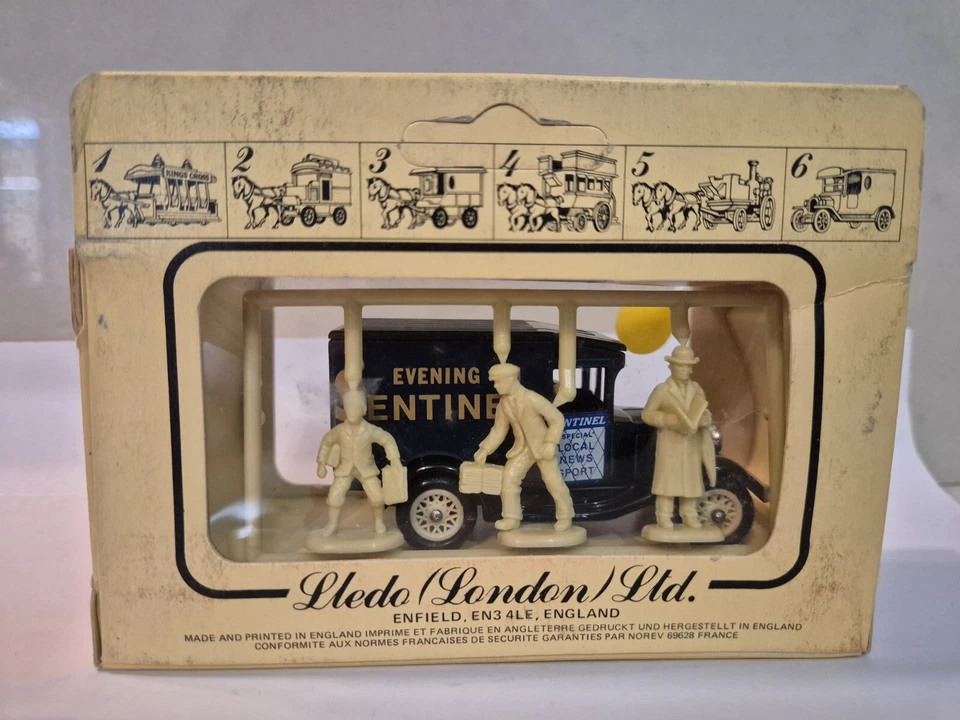 1 2 3 4 5 6
KINGS CROSS
EVENING
SENTINE
ENTINEL
SPECIAL
LOCAL
NEWS
SPORT
Lledo (London) Ltd.
ENFIELD, EN3 4LE, ENGLAND
MADE AND PRINTED IN ENGLAND IMPRIME ET FABRIQUE EN ANGLETERRE GEDRUCKT UND HERGESTELLT IN ENGLAND
CONFORMITE AUX NORMES FRANCAISES DE SECURITE GARANTIES PAR NOREV 69628 FRANCE